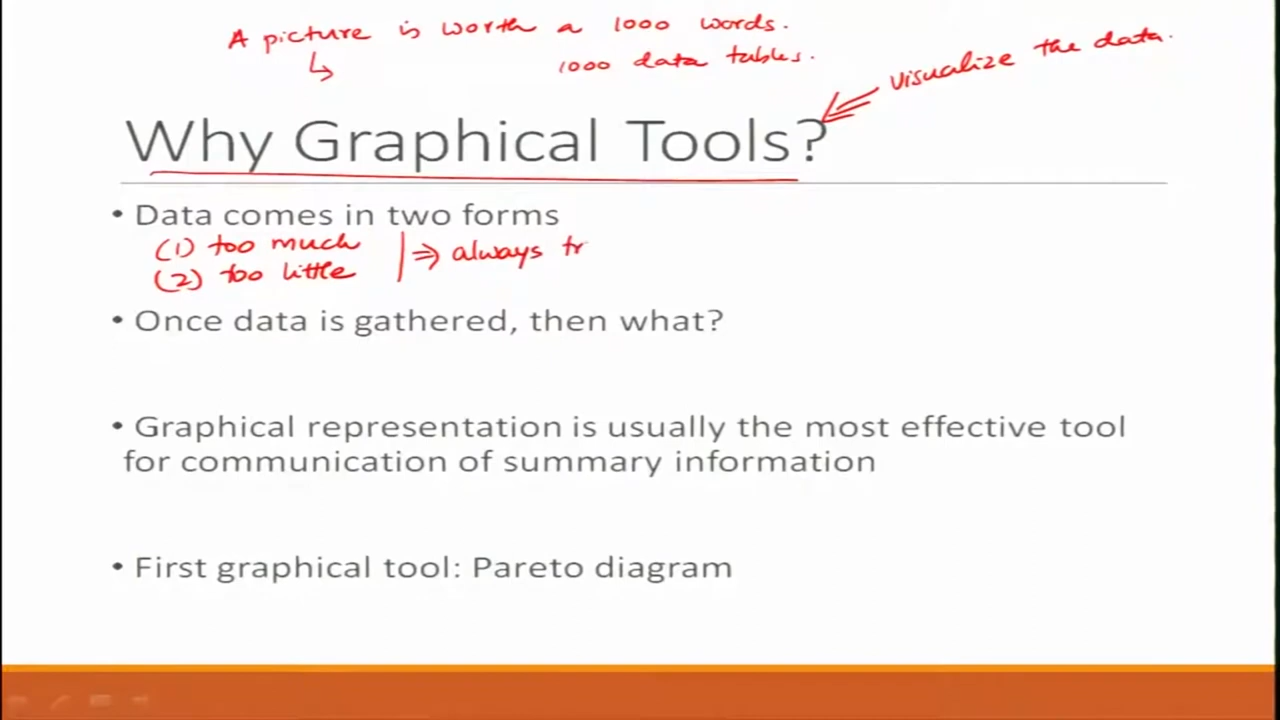 A picture is worth a 1000 words.
1000 data tables.
visualize the data.
Why Graphical Tools?
• Data comes in two forms
(1) too much
(2) too little
⇒ always tr
• Once data is gathered, then what?
• Graphical representation is usually the most effective tool
for communication of summary information
• First graphical tool: Pareto diagram